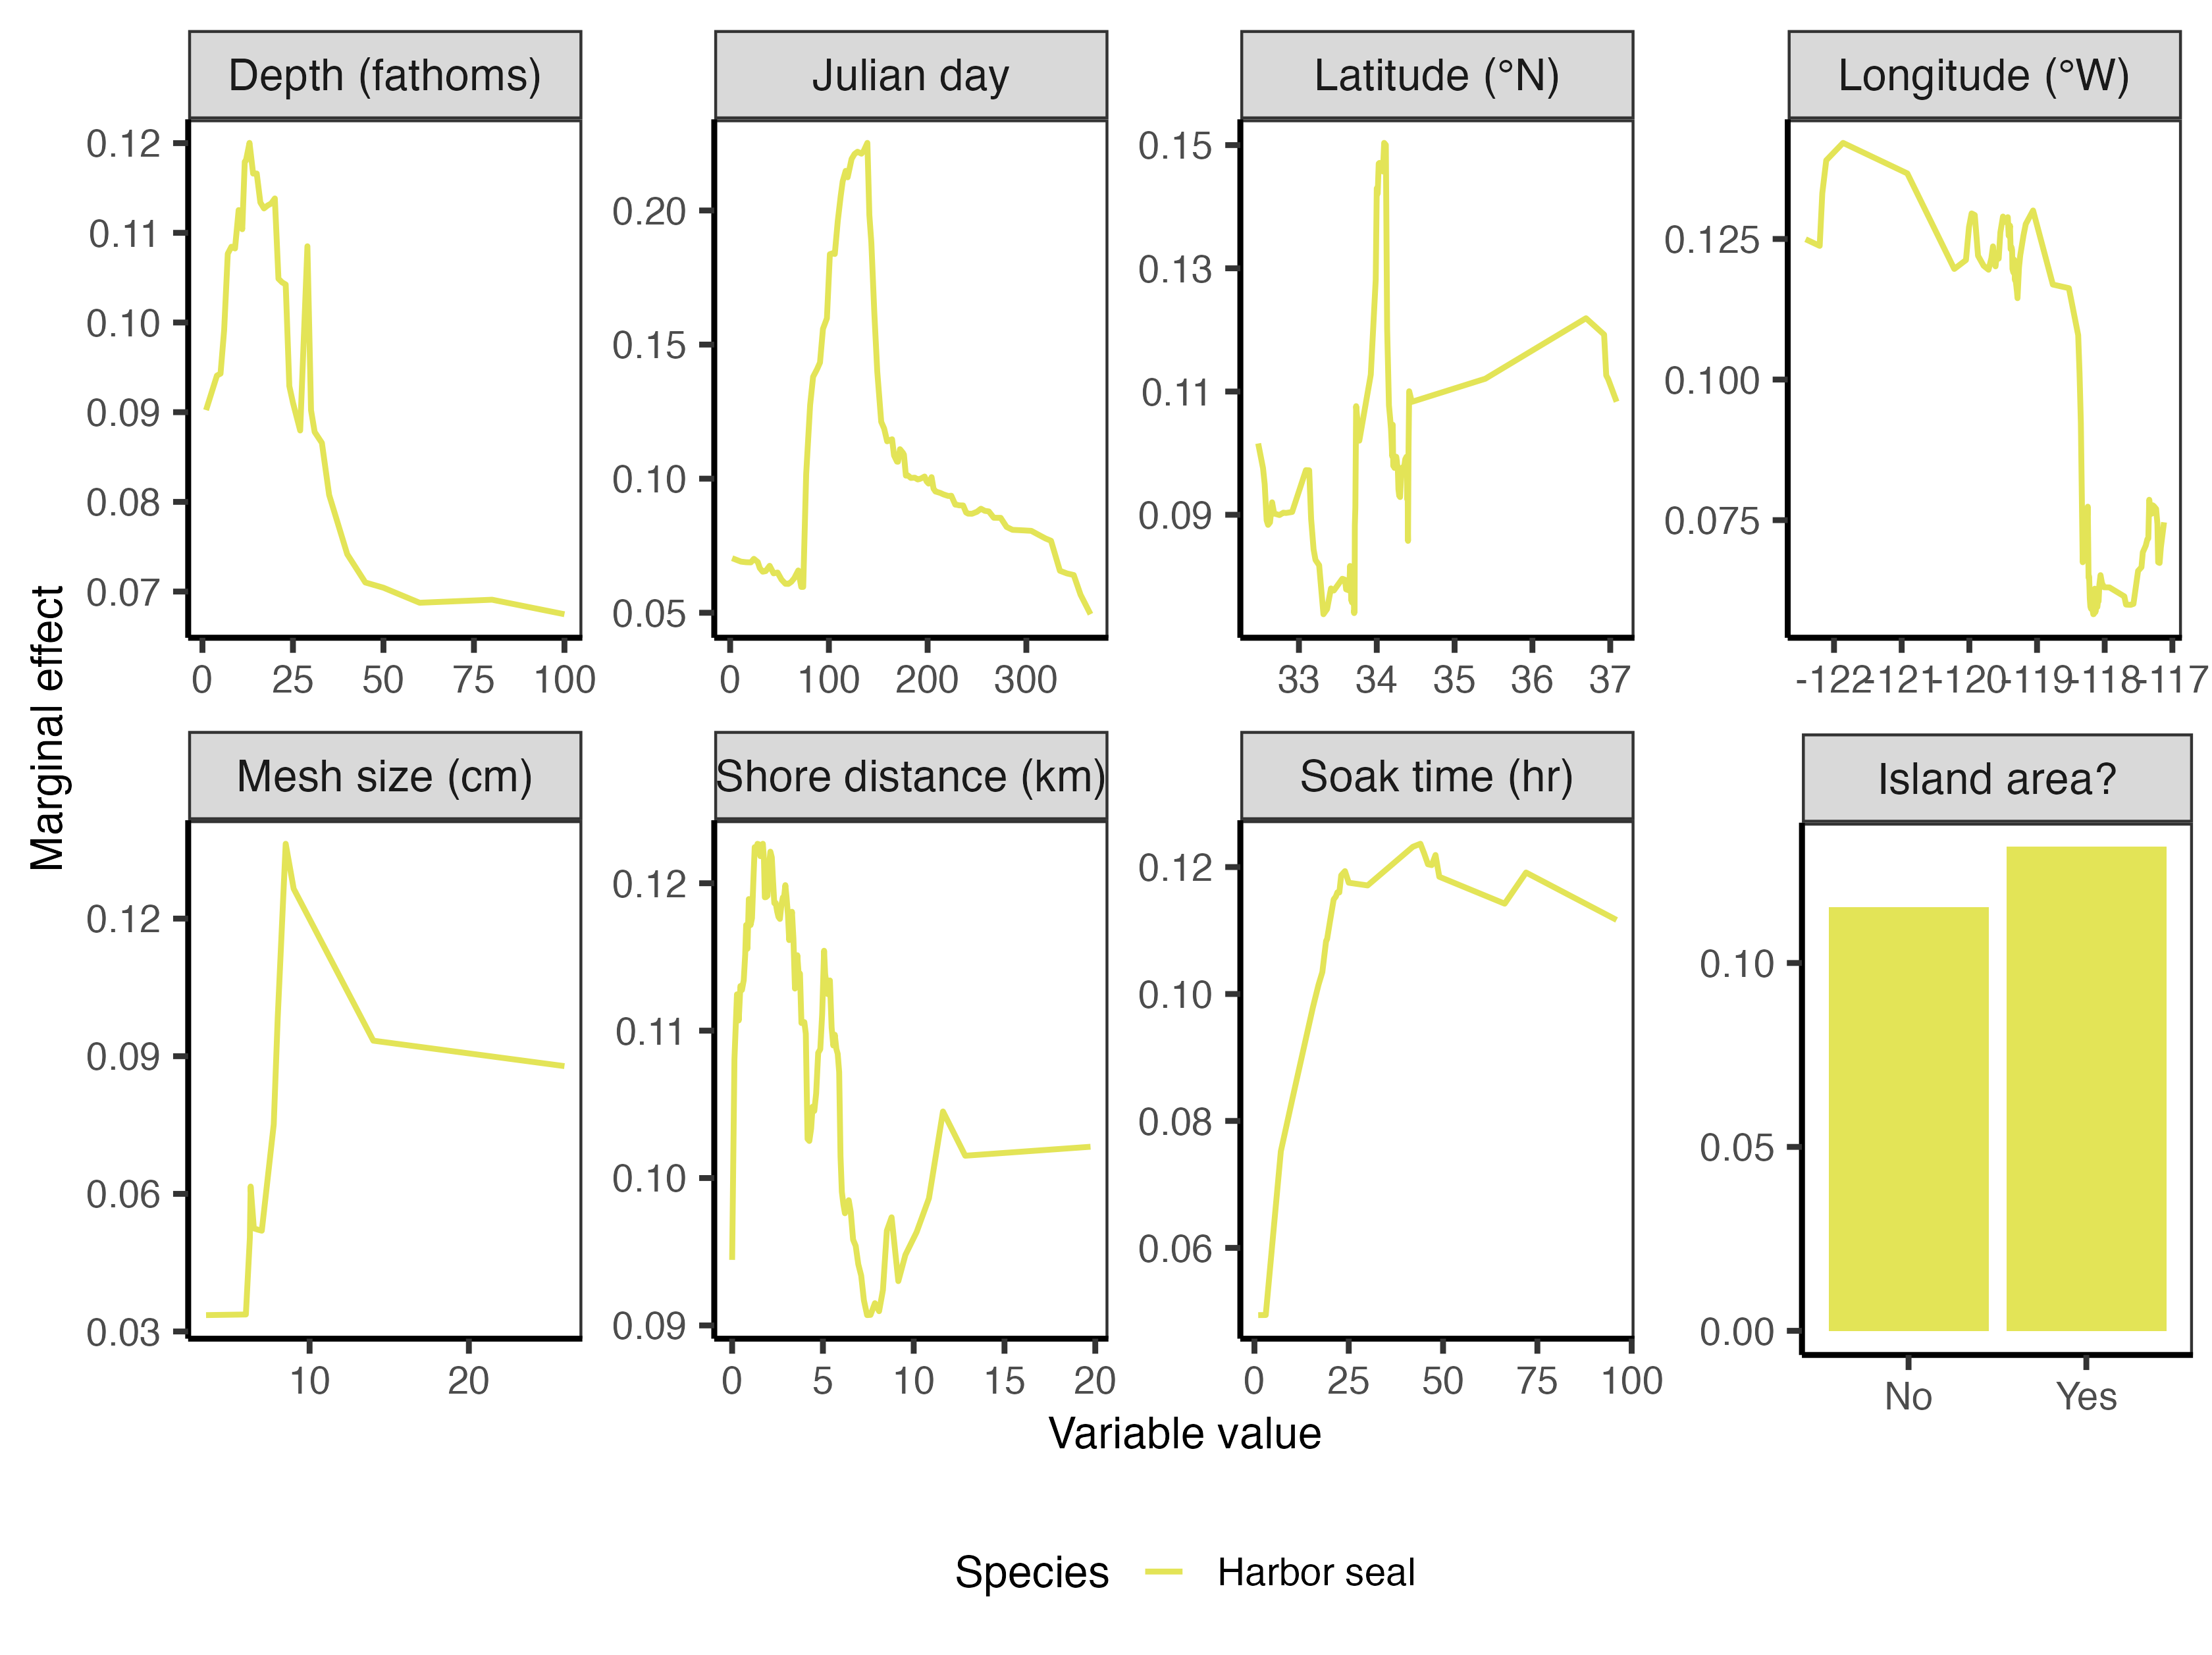 Depth (fathoms)
Julian day
Latitude (°N)
Longitude (°W)
0.12
0.11
0.10
0.09
0.08
0.07
0 25 50 75 100
0.20
0.15
0.10
0.05
0 100 200 300
0.15
0.13
0.11
0.09
33 34 35 36 37
0.125
0.100
0.075
-122 -121 -120 -119 -118 -117
Marginal effect
Mesh size (cm)
Shore distance (km)
Soak time (hr)
Island area?
0.12
0.09
0.06
0.03
10 20
0.12
0.11
0.10
0.09
0 5 10 15 20
0.12
0.10
0.08
0.06
0 25 50 75 100
0.10
0.05
0.00
No Yes
Variable value
Species Harbor seal